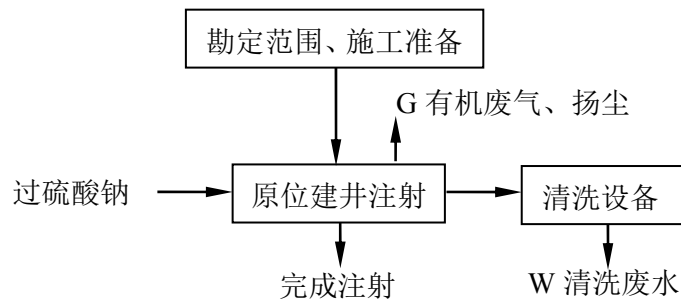 勘定范围、施工准备
G 有机废气、扬尘
过硫酸钠
原位建井注射
清洗设备
完成注射
W 清洗废水